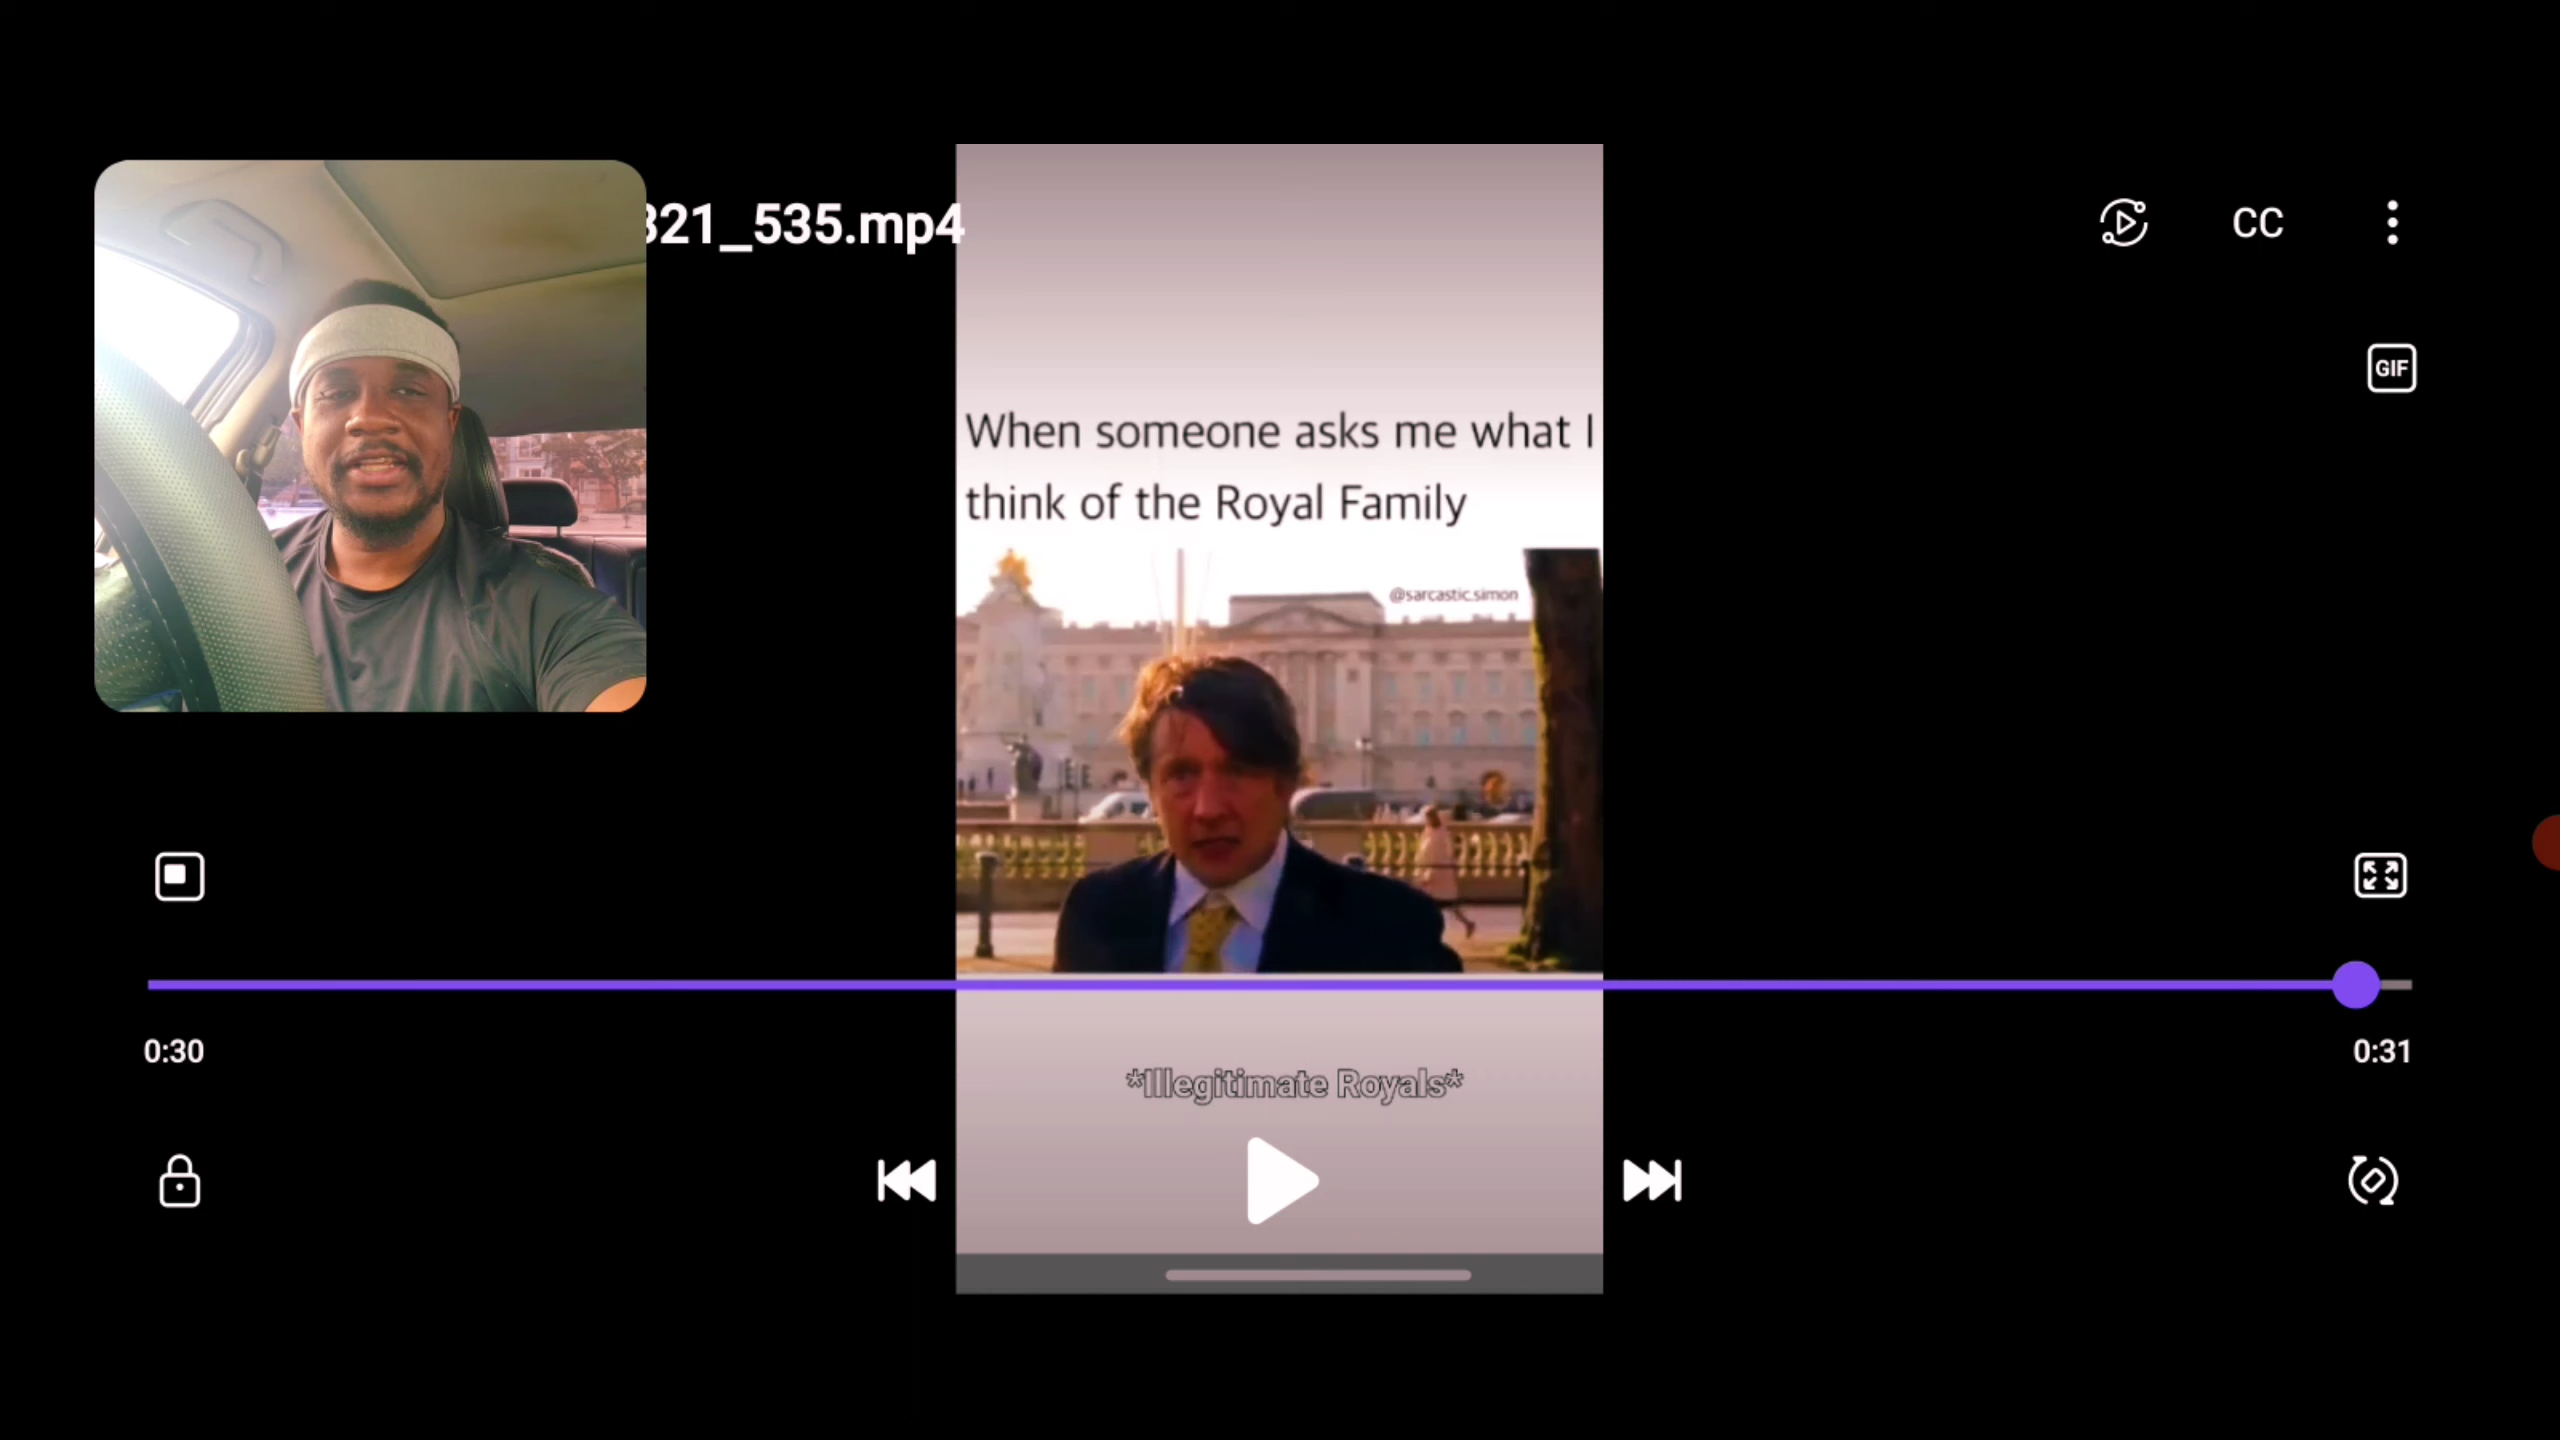 321_535.mp4
CC
GIF
When someone asks me what I
think of the Royal Family
@sarcastic.simon
0:30
0:31
*Illegitimate Royals*